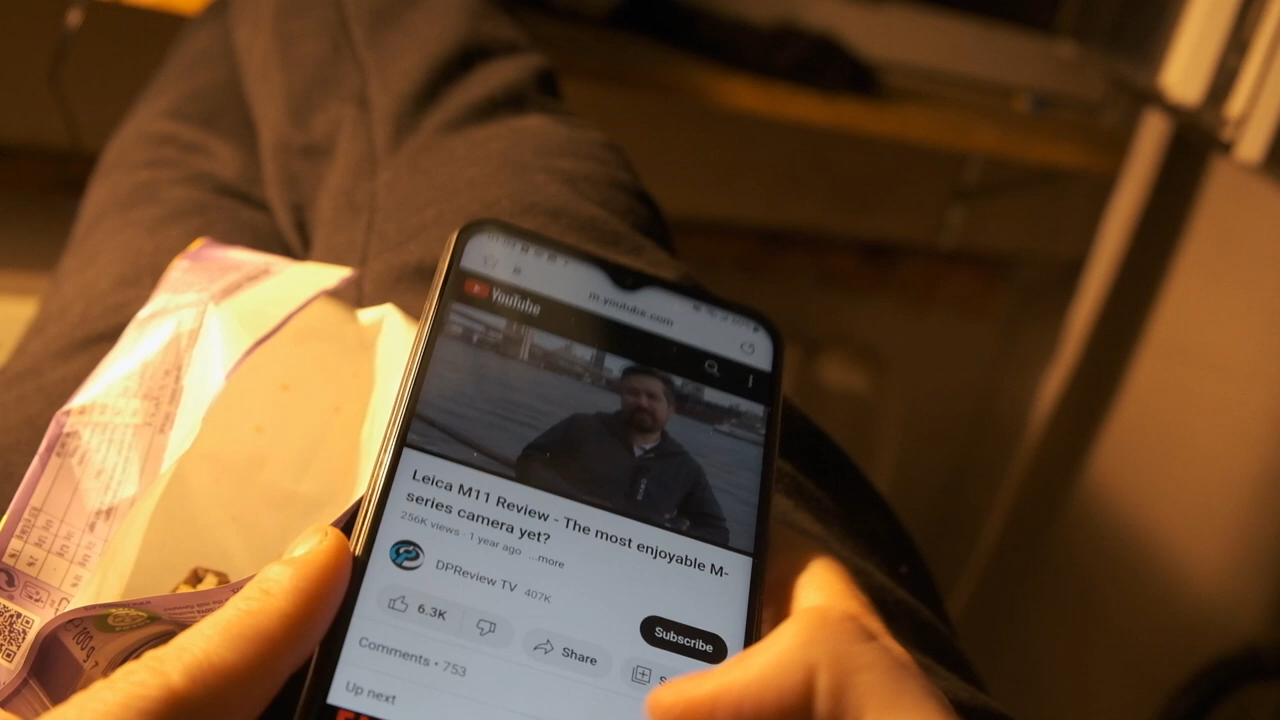 m.youtube.com
YouTube
Leica M11 Review - The most enjoyable M-
series camera yet?
256K views · 1 year ago ...more
DPReview TV 407K
6.3K
Share
Subscribe
Comments • 753
Up next